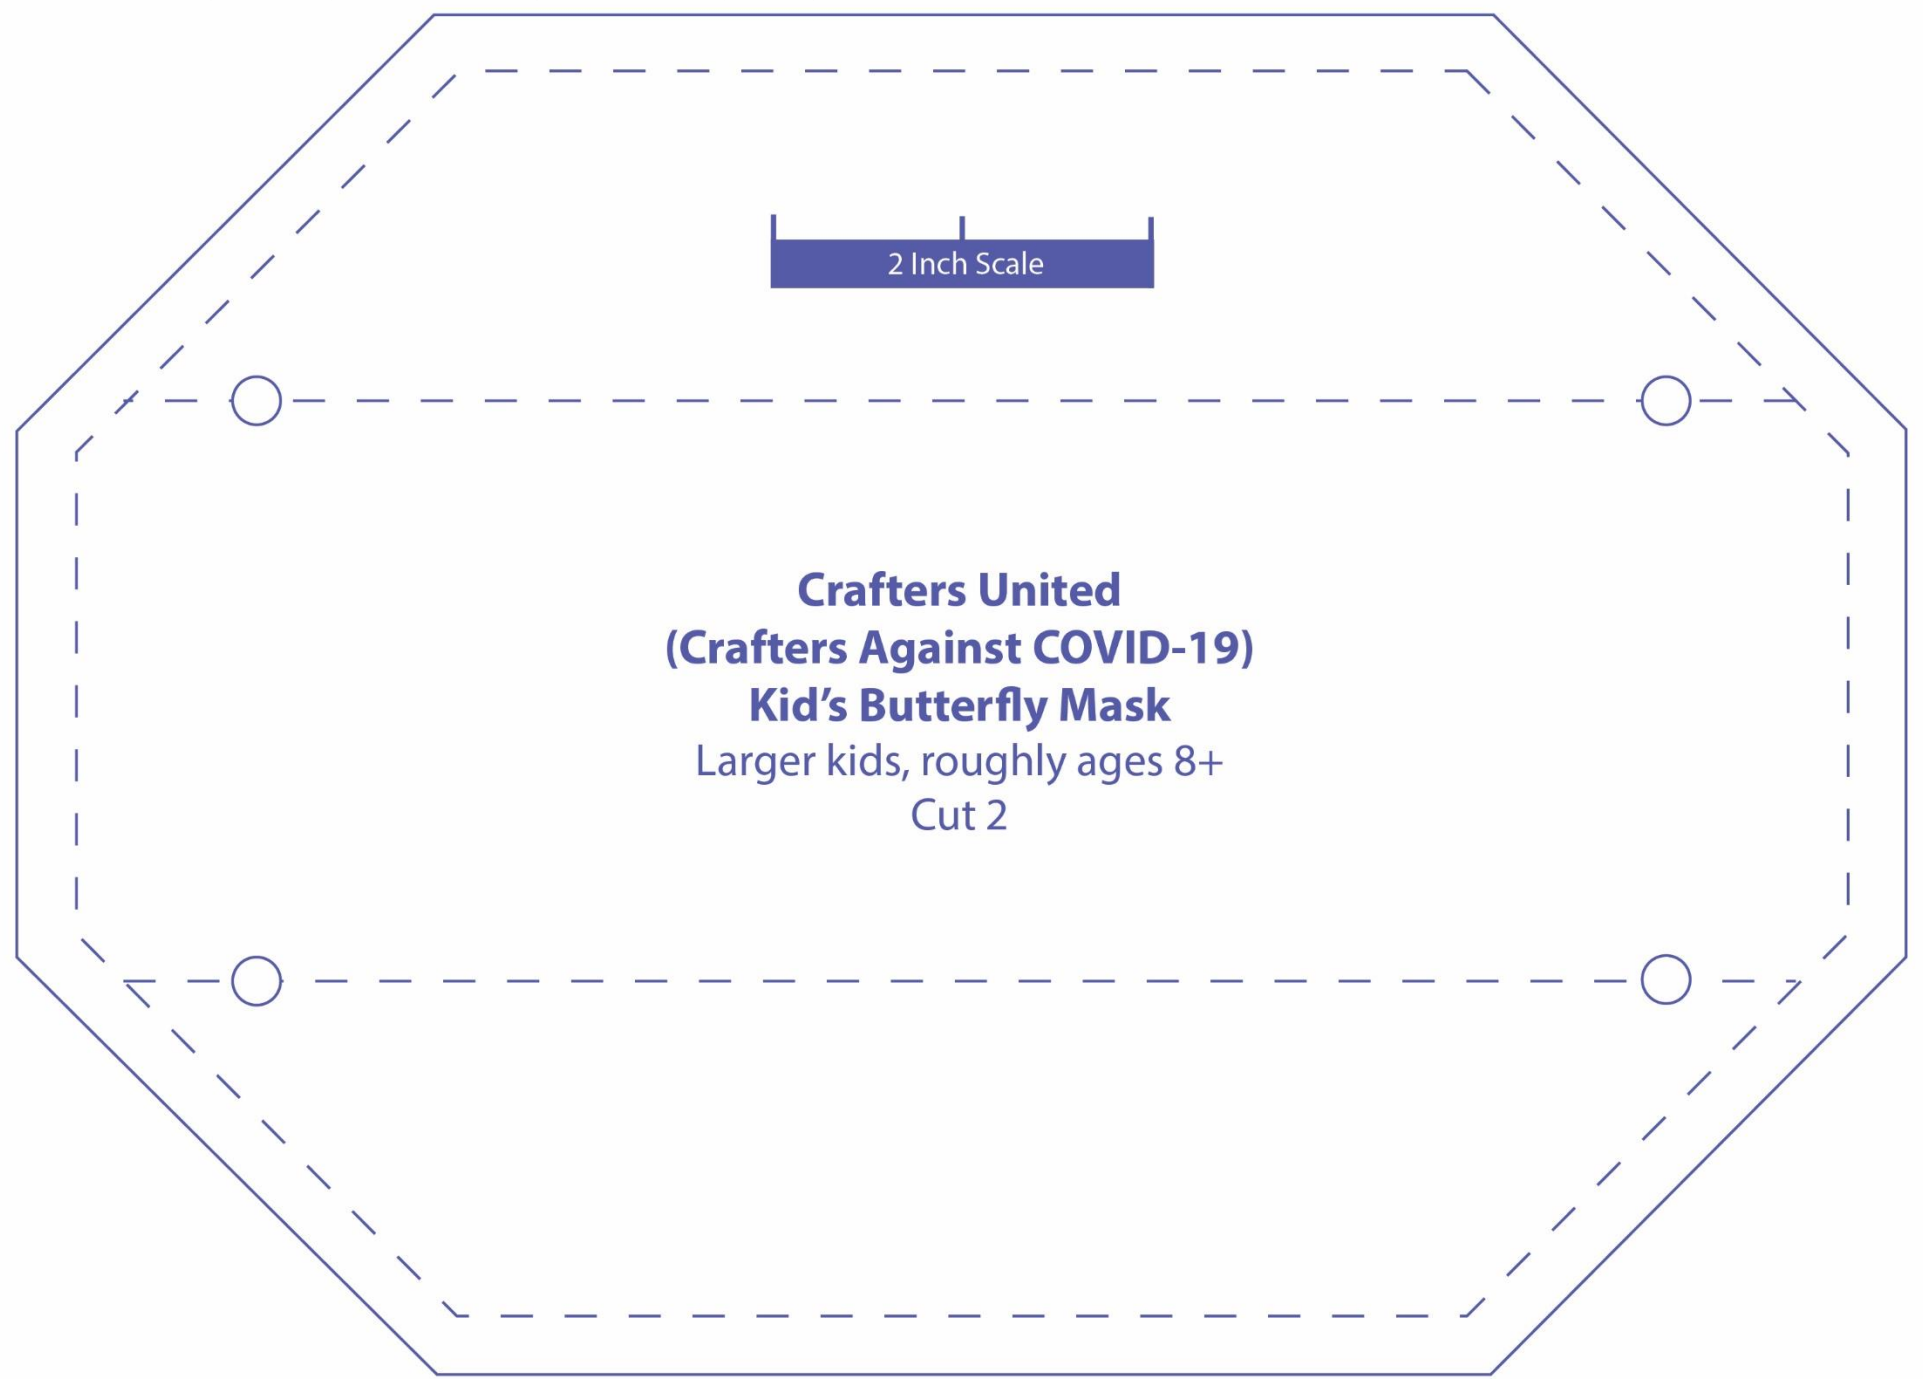 2 Inch Scale
Crafters United
(Crafters Against COVID-19)
Kid’s Butterfly Mask
Larger kids, roughly ages 8+
Cut 2